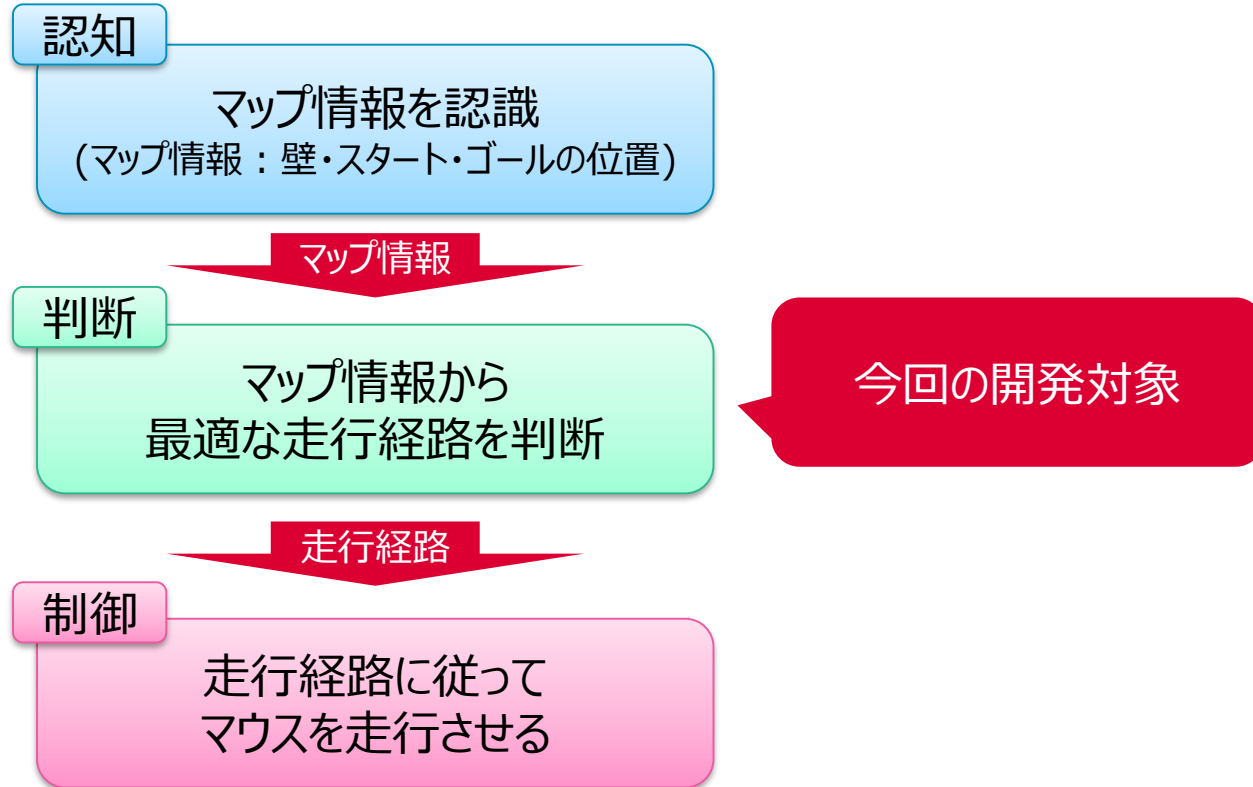 認知
マップ情報を認識
(マップ情報：壁・スタート・ゴールの位置)
マップ情報
判断
マップ情報から
最適な走行経路を判断
今回の開発対象
走行経路
制御
走行経路に従って
マウスを走行させる